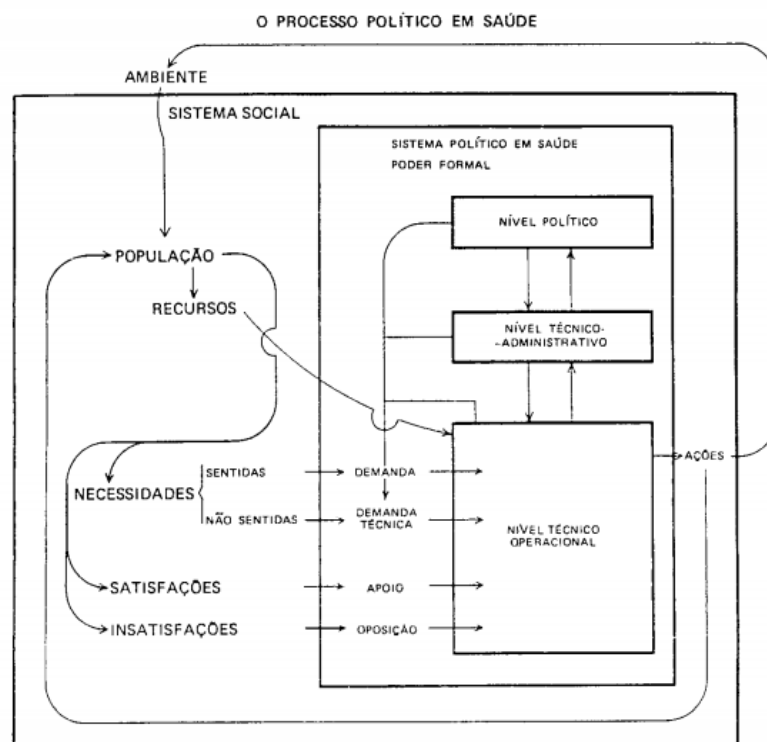 O PROCESSO POLÍTICO EM SAÚDE
AMBIENTE
SISTEMA SOCIAL
SISTEMA POLÍTICO EM SAÚDE
PODER FORMAL
NÍVEL POLÍTICO
POPULAÇÃO
RECURSOS
NÍVEL TÉCNICO-
-ADMINISTRATIVO
AÇÕES
NECESSIDADES
SENTIDAS
DEMANDA
NÃO SENTIDAS
DEMANDA
TÉCNICA
NÍVEL TÉCNICO
OPERACIONAL
SATISFAÇÕES
APOIO
INSATISFAÇÕES
OPOSIÇÃO